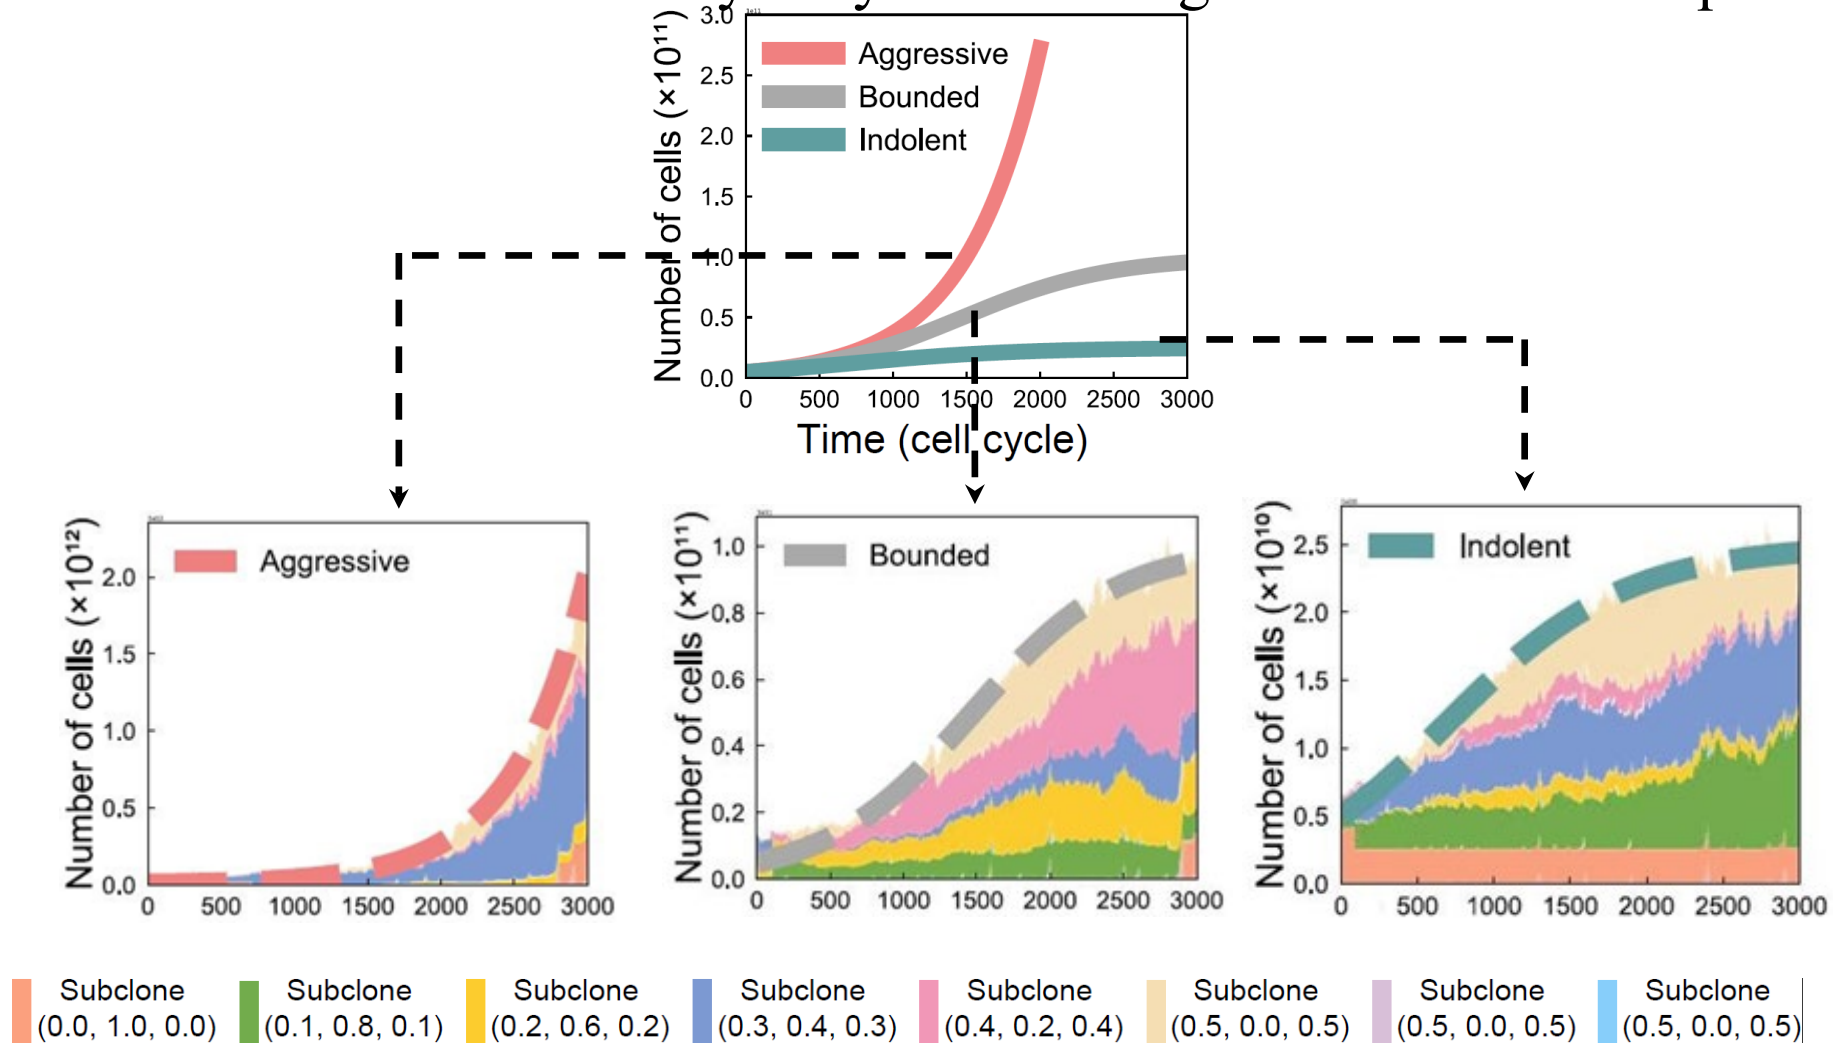 3.0
2.5
2.0
1.5
1.0
0.5
0.0
Number of cells (×10¹¹)
Aggressive
Bounded
Indolent
0 500 1000 1500 2000 2500 3000
Time (cell cycle)
Number of cells (×10¹²)
2.0
1.5
1.0
0.5
0.0
Aggressive
0 500 1000 1500 2000 2500 3000
Number of cells (×10¹¹)
1.0
0.8
0.6
0.4
0.2
0.0
Bounded
0 500 1000 1500 2000 2500 3000
Number of cells (×10¹⁰)
2.5
2.0
1.5
1.0
0.5
0.0
Indolent
0 500 1000 1500 2000 2500 3000
Subclone
(0.0, 1.0, 0.0)
Subclone
(0.1, 0.8, 0.1)
Subclone
(0.2, 0.6, 0.2)
Subclone
(0.3, 0.4, 0.3)
Subclone
(0.4, 0.2, 0.4)
Subclone
(0.5, 0.0, 0.5)
Subclone
(0.5, 0.0, 0.5)
Subclone
(0.5, 0.0, 0.5)